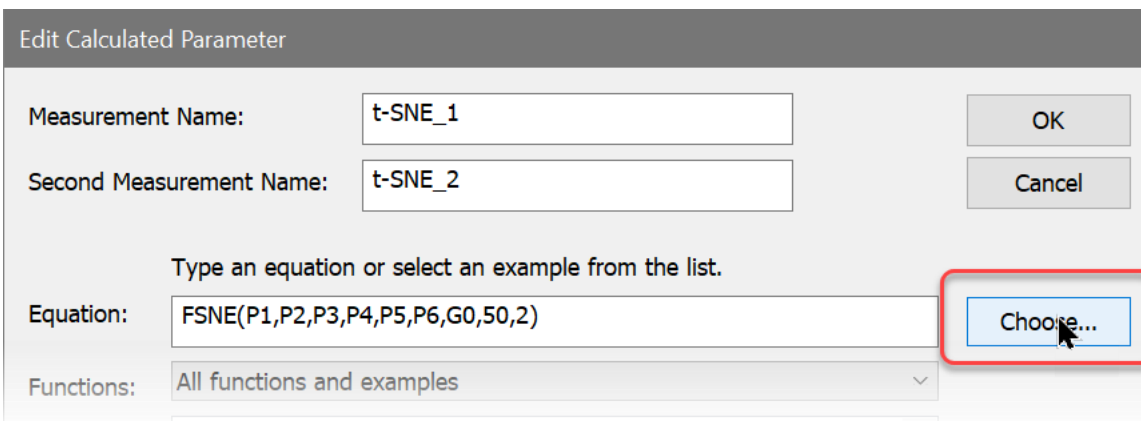 Edit Calculated Parameter
Measurement Name: t-SNE_1 OK
Second Measurement Name: t-SNE_2 Cancel
Type an equation or select an example from the list.
Equation: FSNE(P1,P2,P3,P4,P5,P6,G0,50,2) Choose...
Functions: All functions and examples